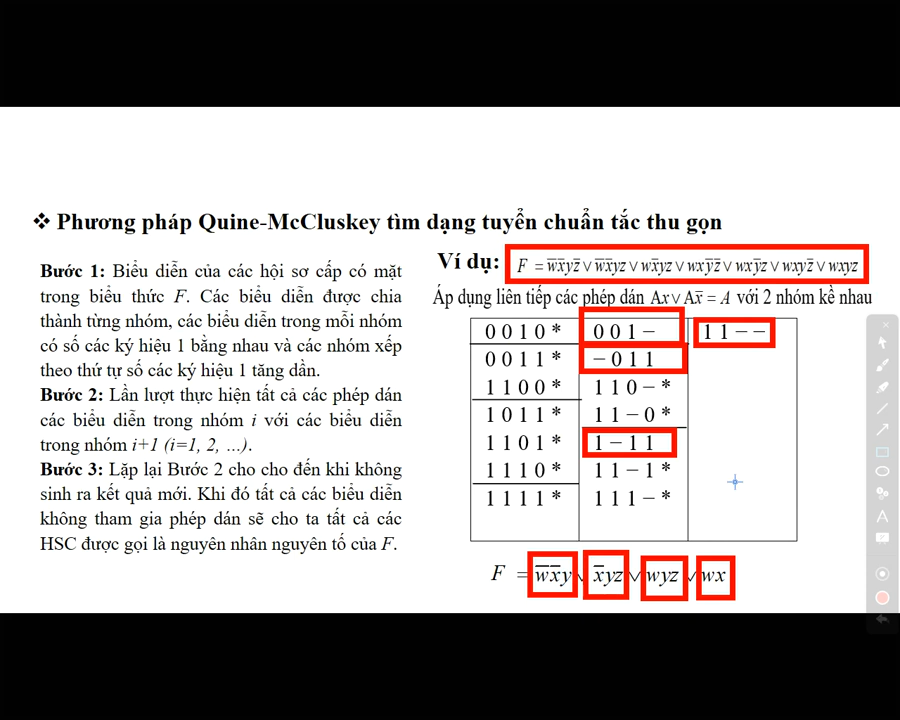 ❖ Phương pháp Quine-McCluskey tìm dạng tuyển chuẩn tắc thu gọn
Bước 1: Biểu diễn của các hội sơ cấp có mặt
trong biểu thức F. Các biểu diễn được chia
thành từng nhóm, các biểu diễn trong mỗi nhóm
có số các ký hiệu 1 bằng nhau và các nhóm xếp
theo thứ tự số các ký hiệu 1 tăng dần.
Bước 2: Lần lượt thực hiện tất cả các phép dán
các biểu diễn trong nhóm i với các biểu diễn
trong nhóm i+1 (i=1, 2, …).
Bước 3: Lặp lại Bước 2 cho cho đến khi không
sinh ra kết quả mới. Khi đó tất cả các biểu diễn
không tham gia phép dán sẽ cho ta tất cả các
HSC được gọi là nguyên nhân nguyên tố của F.
Ví dụ: F = w̅x̅yz̅ ∨ w̅x̅yz ∨ wx̅yz ∨ wxy̅z̅ ∨ wxy̅z ∨ wxyz̅ ∨ wxyz
Áp dụng liên tiếp các phép dán Ax ∨ Ax̅ = A với 2 nhóm kề nhau
0 0 1 0 * 0 0 1 – 1 1 – –
0 0 1 1 * – 0 1 1
1 1 0 0 * 1 1 0 – *
1 0 1 1 * 1 1 – 0 *
1 1 0 1 * 1 – 1 1
1 1 1 0 * 1 1 – 1 *
1 1 1 1 * 1 1 1 – *
F = w̅x̅y ∨ x̅yz ∨ wyz ∨ wx
A